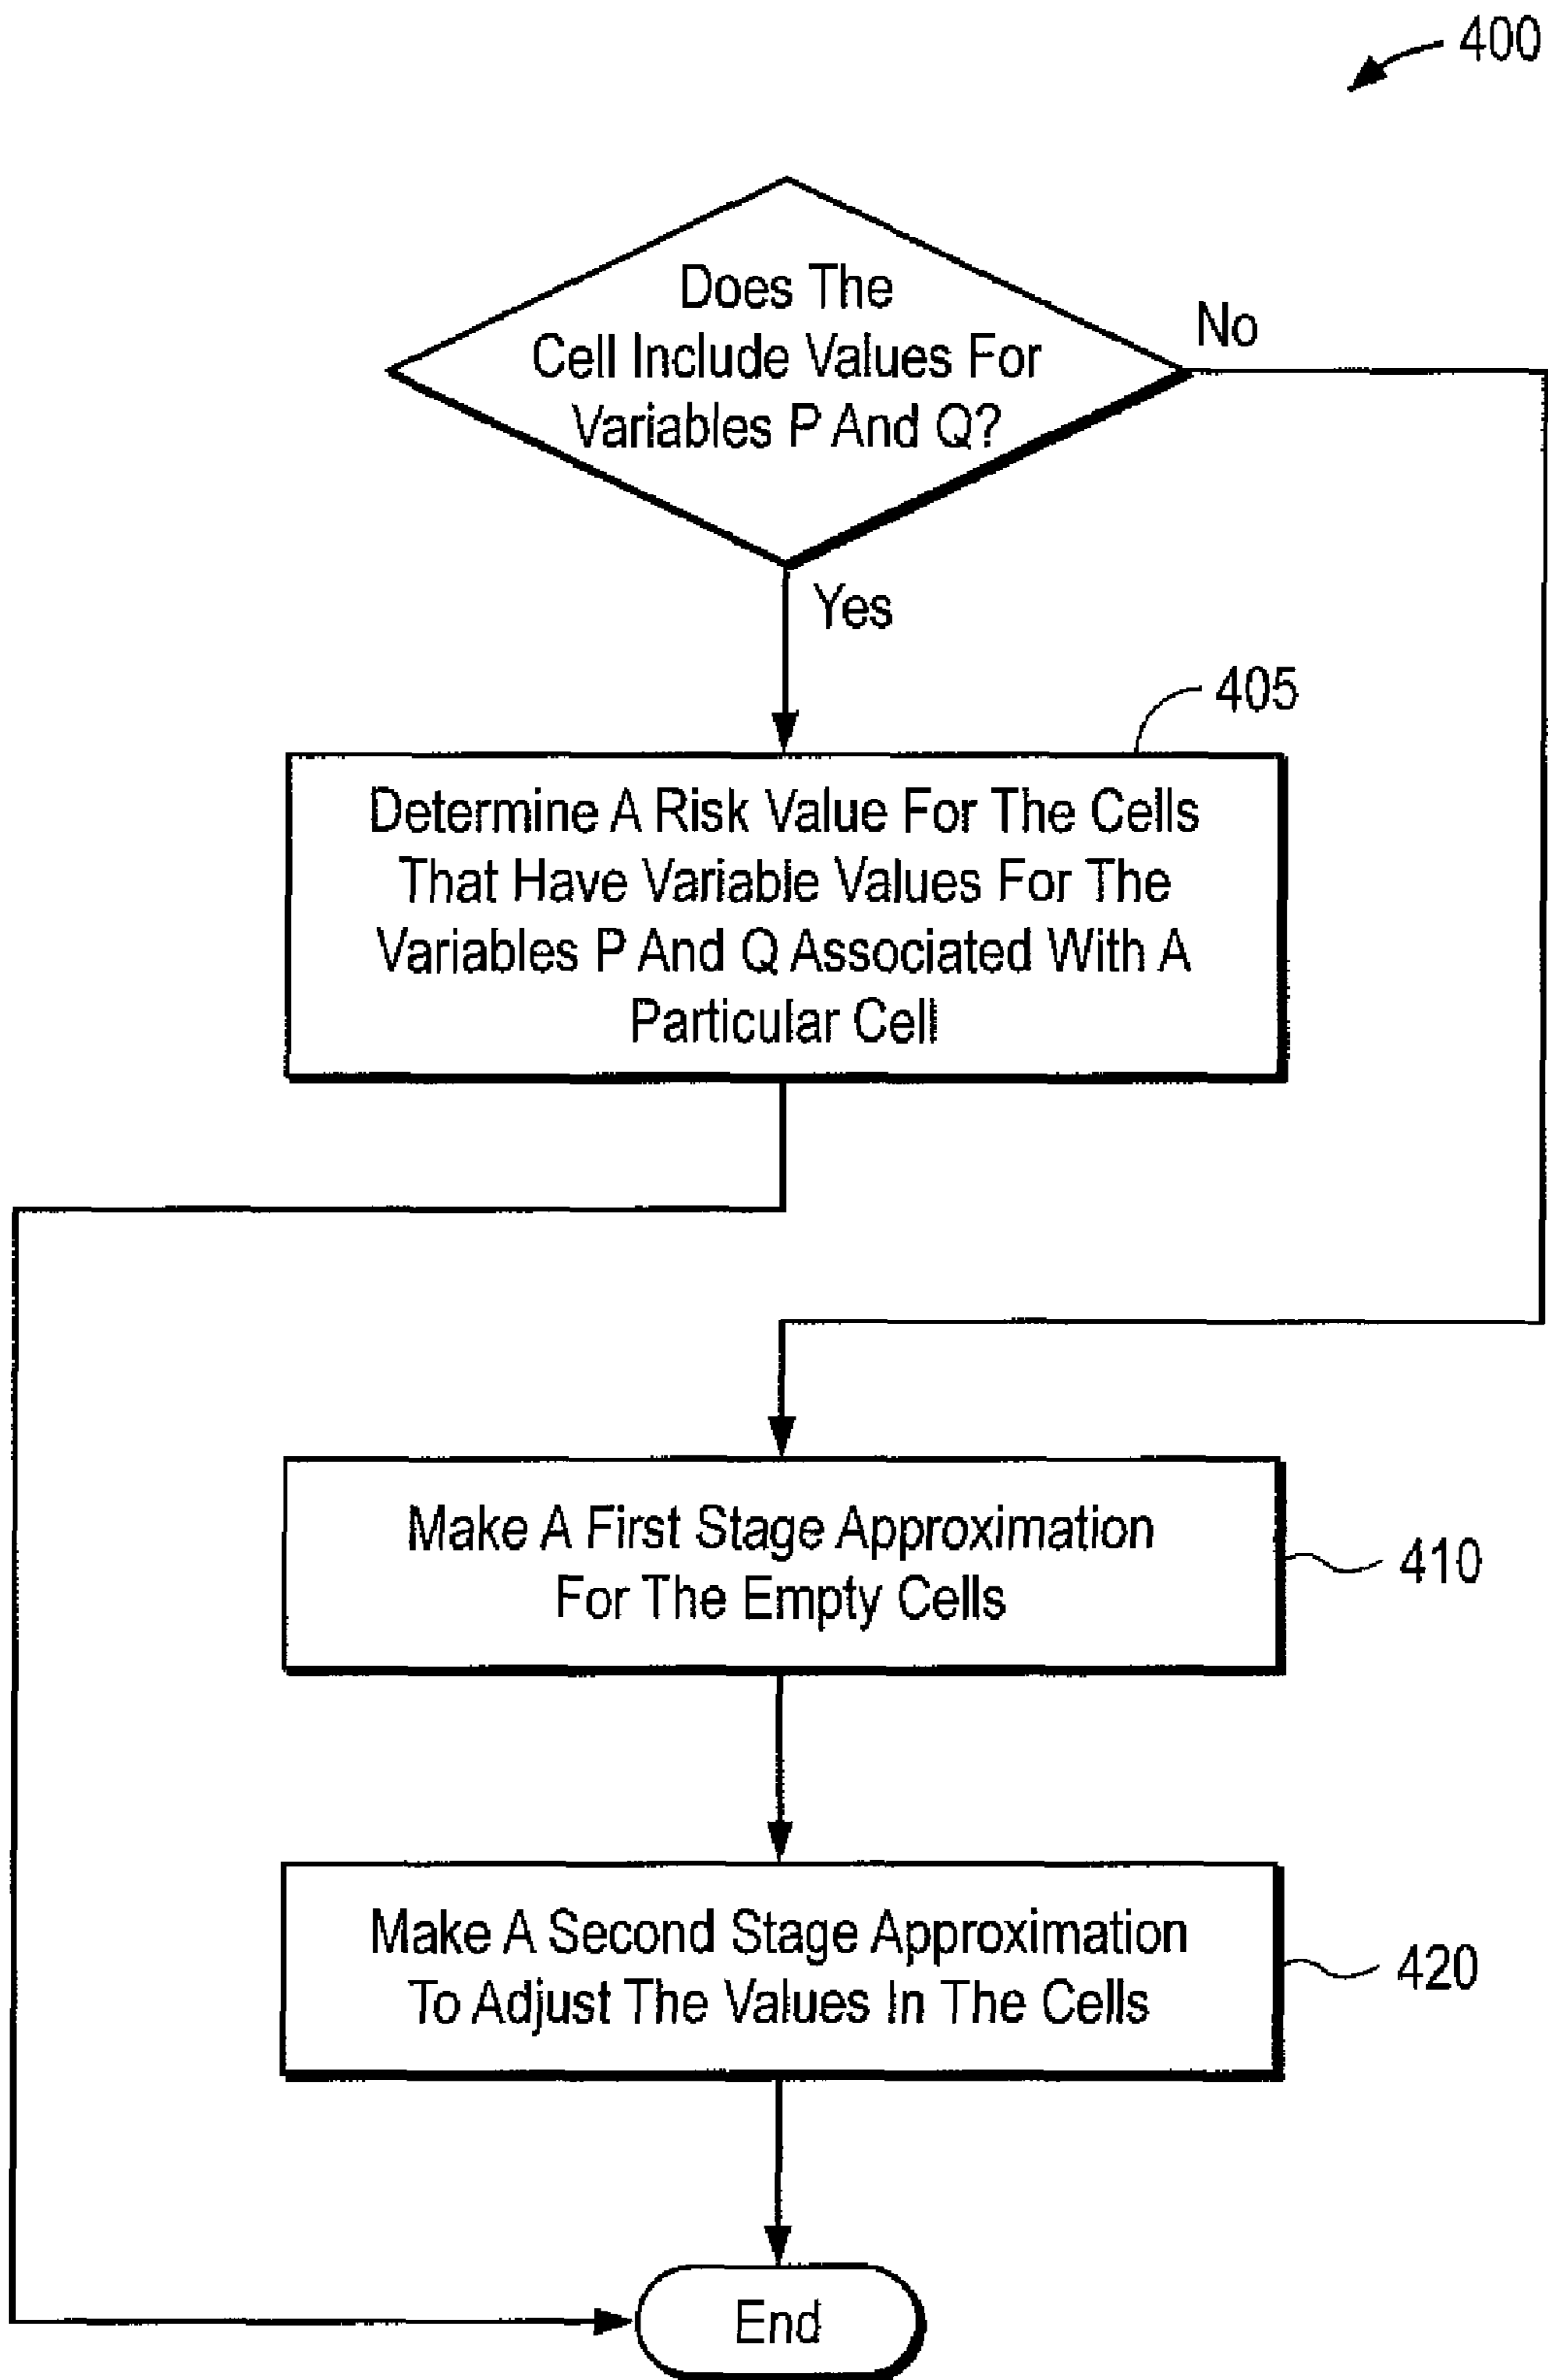 400
Does The
Cell Include Values For
Variables P And Q?
No
Yes
405
Determine A Risk Value For The Cells
That Have Variable Values For The
Variables P And Q Associated With A
Particular Cell
Make A First Stage Approximation
For The Empty Cells
410
Make A Second Stage Approximation
To Adjust The Values In The Cells
420
End